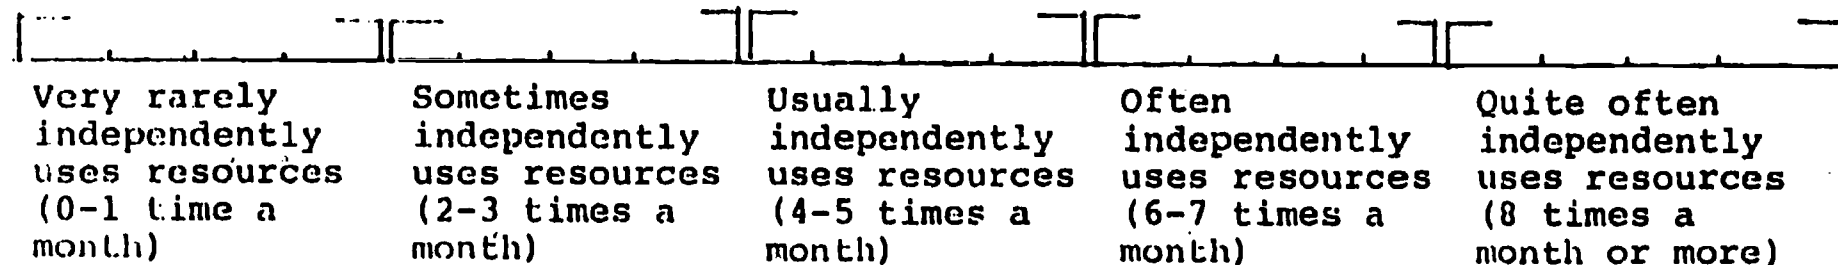 Very rarely
independently
uses resources
(0-1 time a
month)
Sometimes
independently
uses resources
(2-3 times a
month)
Usually
independently
uses resources
(4-5 times a
month)
Often
independently
uses resources
(6-7 times a
month)
Quite often
independently
uses resources
(8 times a
month or more)